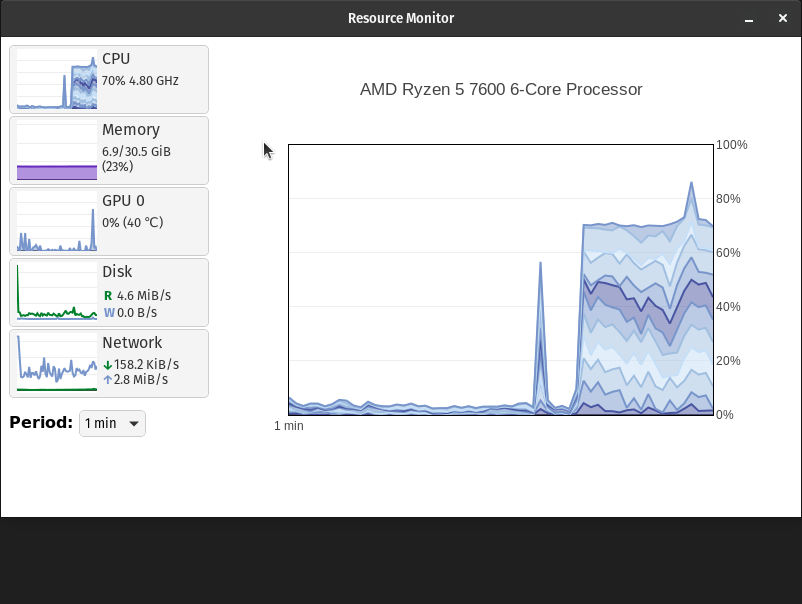 Resource Monitor
CPU
70% 4.80 GHz
Memory
6.9/30.5 GiB
(23%)
GPU 0
0% (40 °C)
Disk
R 4.6 MiB/s
W 0.0 B/s
Network
↓ 158.2 KiB/s
↑ 2.8 MiB/s
Period: 1 min
AMD Ryzen 5 7600 6-Core Processor
100%
80%
60%
40%
20%
0%
1 min